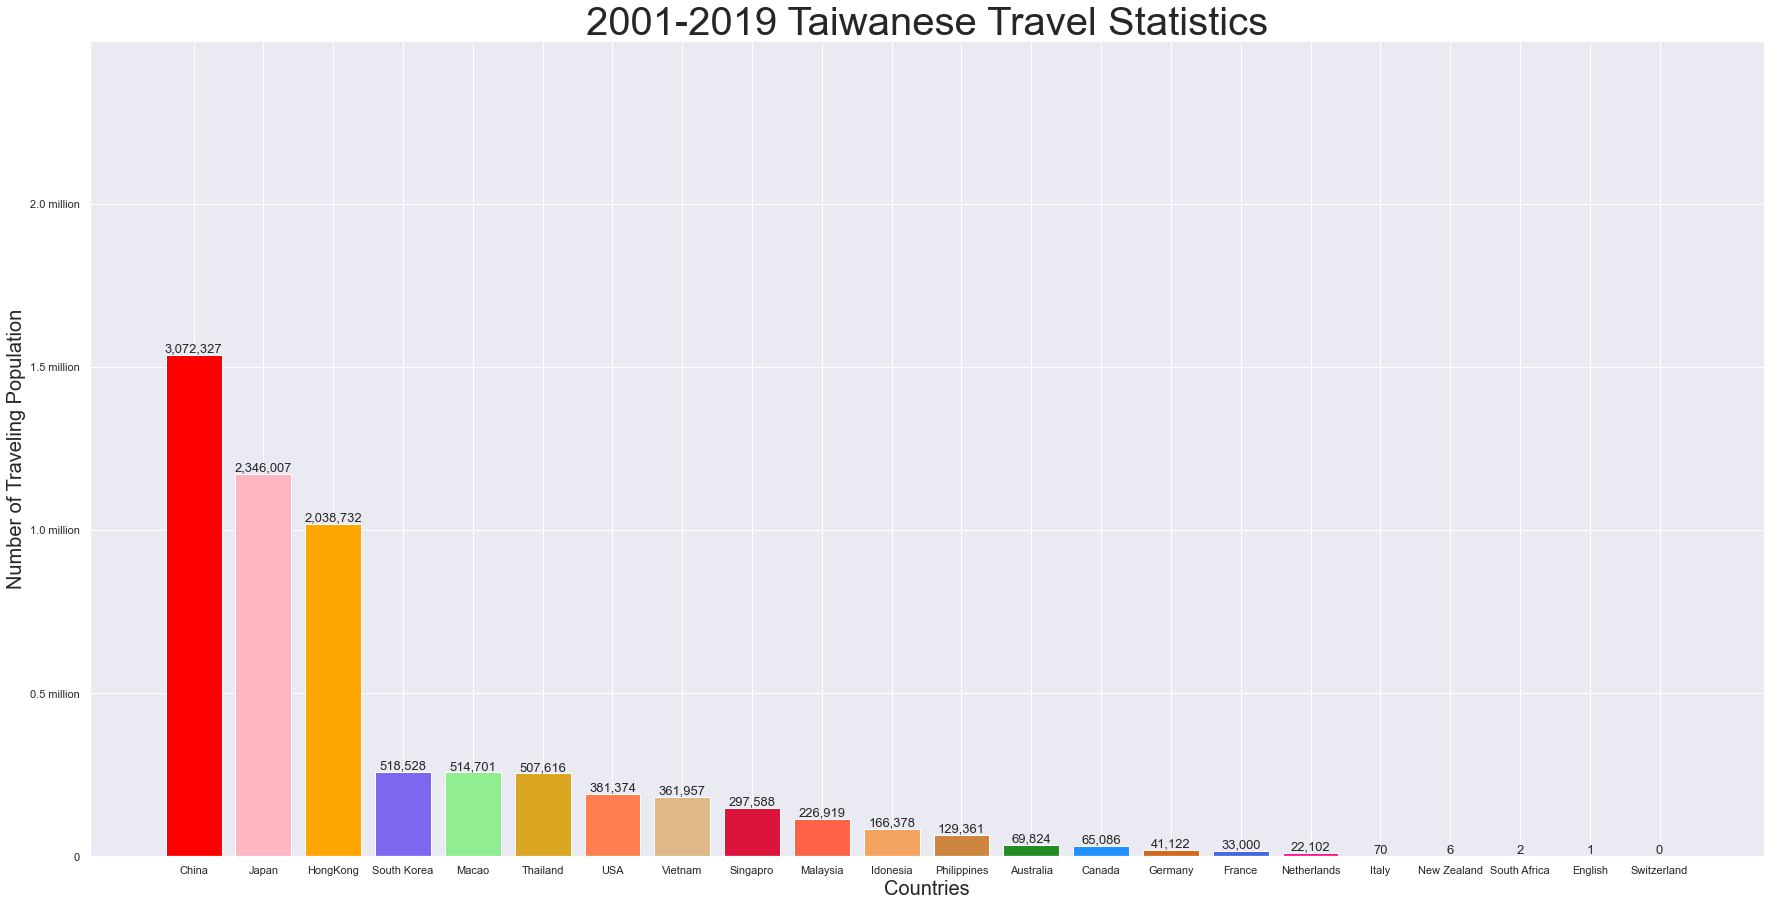 2001-2019 Taiwanese Travel Statistics
Number of Traveling Population
2.0 million
1.5 million
1.0 million
0.5 million
0
3,072,327
2,346,007
2,038,732
518,528
514,701
507,616
381,374
361,957
297,588
226,919
166,378
129,361
69,824
65,086
41,122
33,000
22,102
70
6
2
1
0
China
Japan
HongKong
South Korea
Macao
Thailand
USA
Vietnam
Singapro
Malaysia
Idonesia
Philippines
Australia
Canada
Germany
France
Netherlands
Italy
New Zealand
South Africa
English
Switzerland
Countries